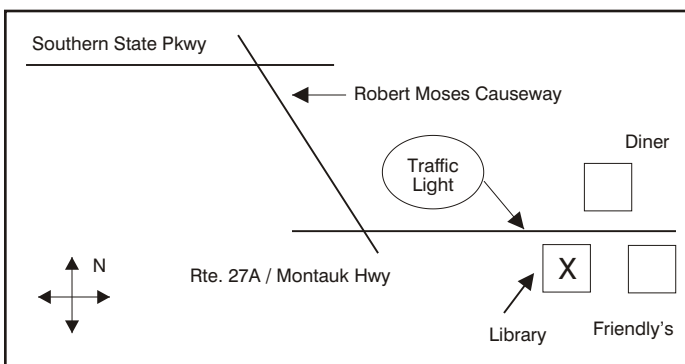 Southern State Pkwy
Robert Moses Causeway
Diner
Traffic
Light
N
Rte. 27A / Montauk Hwy
X
Library
Friendly's